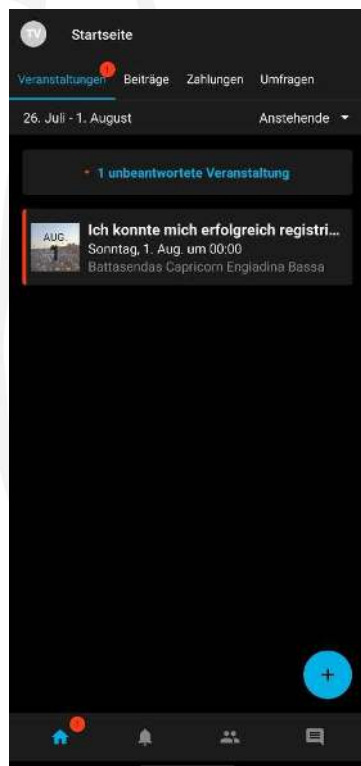 TV Startseite
Veranstaltungen Beiträge Zahlungen Umfragen
26. Juli - 1. August Anstehende
1 unbeantwortete Veranstaltung
AUG.
1
Ich konnte mich erfolgreich registri...
Sonntag, 1. Aug. um 00:00
Battasendas Capricorn Engiadina Bassa